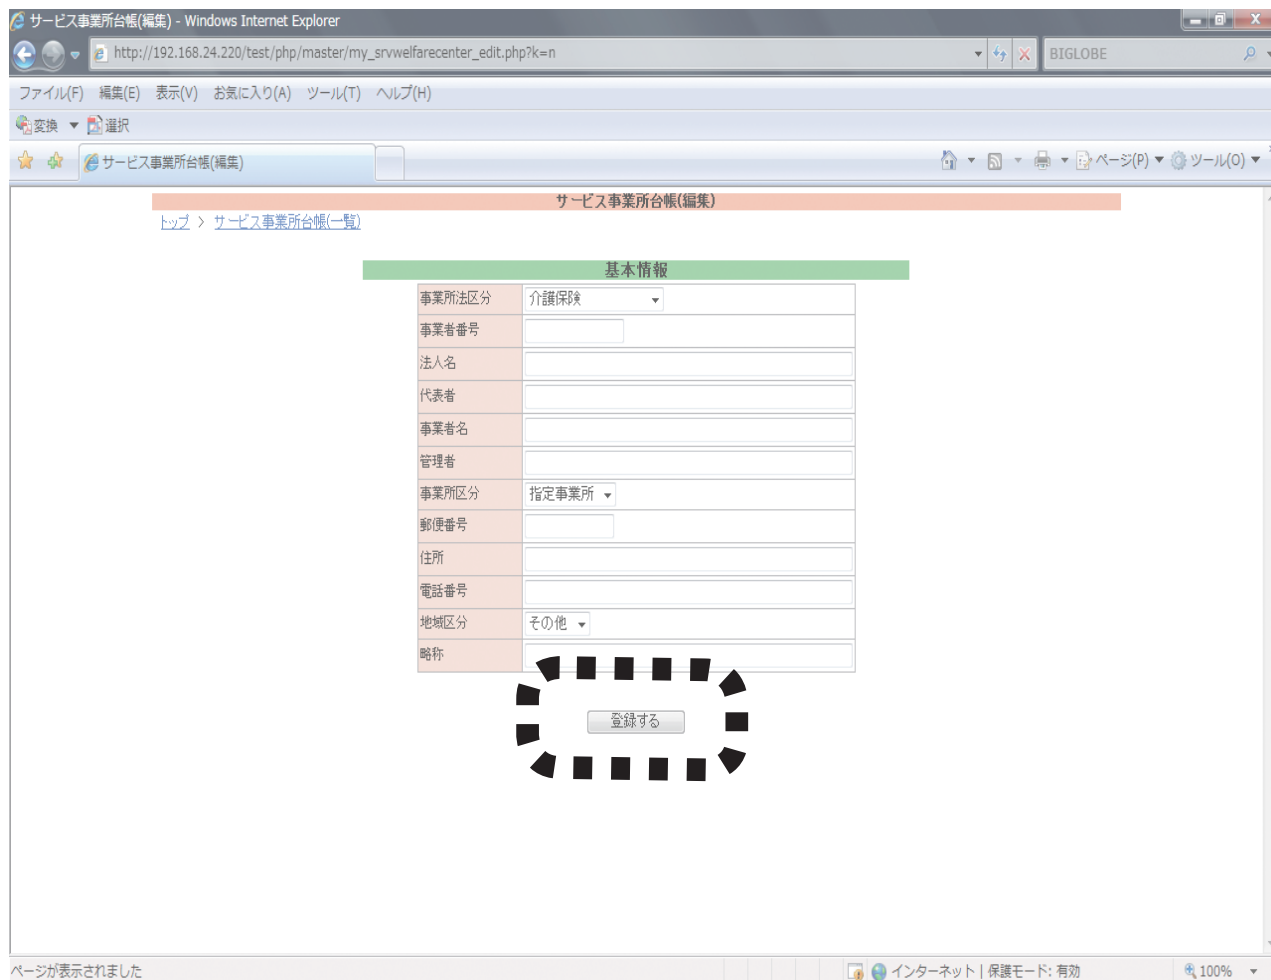 サービス事業所台帳(編集) - Windows Internet Explorer
http://192.168.24.220/test/php/master/my_srvwelfarecenter_edit.php?k=n
BIGLOBE
ファイル(F) 編集(E) 表示(V) お気に入り(A) ツール(T) ヘルプ(H)
変換 選択
サービス事業所台帳(編集)
ページ(P) ツール(O)
サービス事業所台帳(編集)
トップ > サービス事業所台帳(一覧)
基本情報
事業所法区分 介護保険
事業者番号
法人名
代表者
事業者名
管理者
事業所区分 指定事業所
郵便番号
住所
電話番号
地域区分 その他
略称
登録する
ページが表示されました
インターネット | 保護モード: 有効
100%